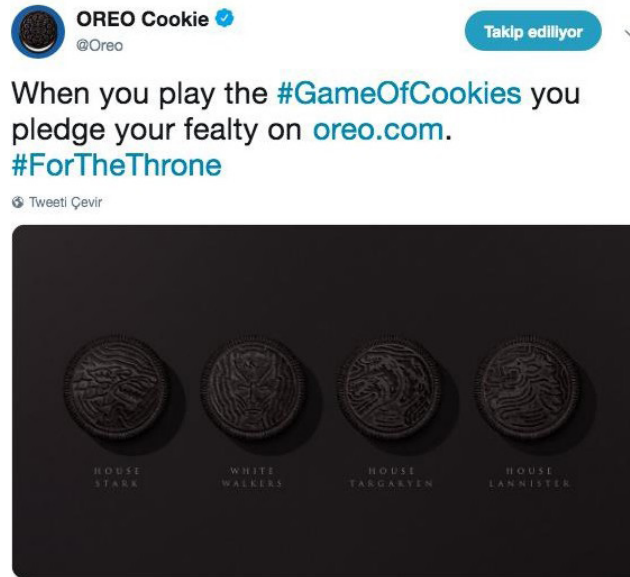 OREO Cookie
@Oreo
Takip ediliyor
When you play the #GameOfCookies you
pledge your fealty on oreo.com.
#ForTheThrone
Tweeti Çevir
HOUSE STARK
WHITE WALKERS
HOUSE TARGARYEN
HOUSE LANNISTER